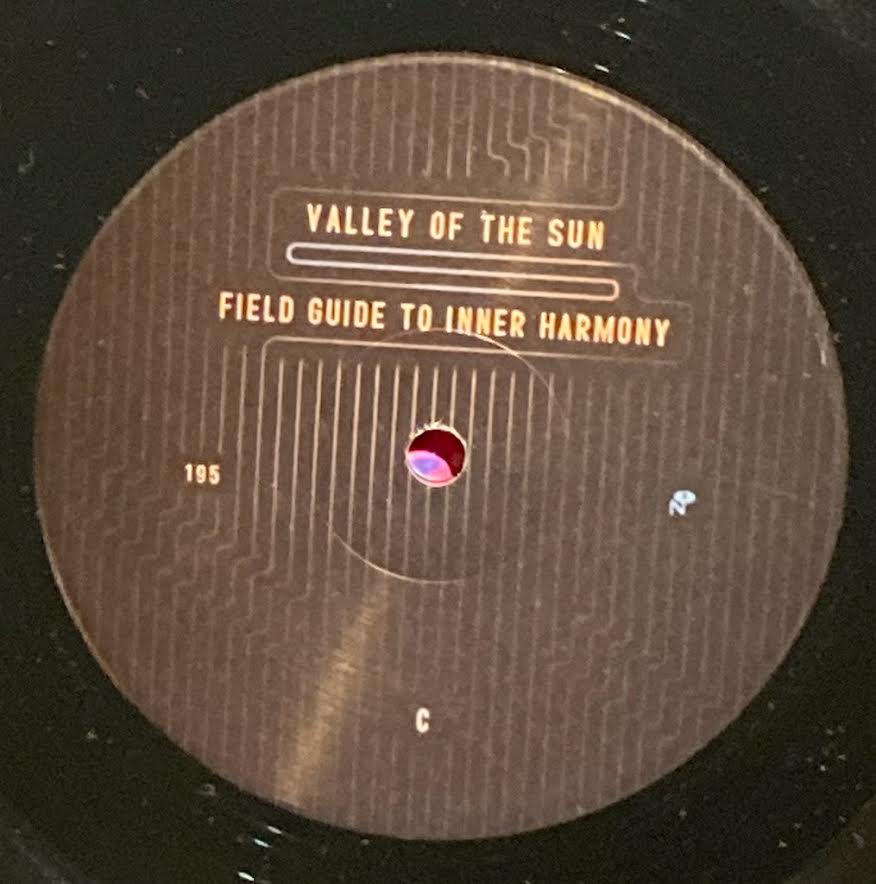 VALLEY OF THE SUN
FIELD GUIDE TO INNER HARMONY
195
C